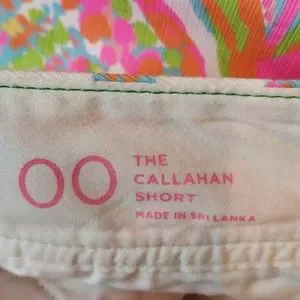 00
THE
CALLAHAN
SHORT
MADE IN SRI LANKA